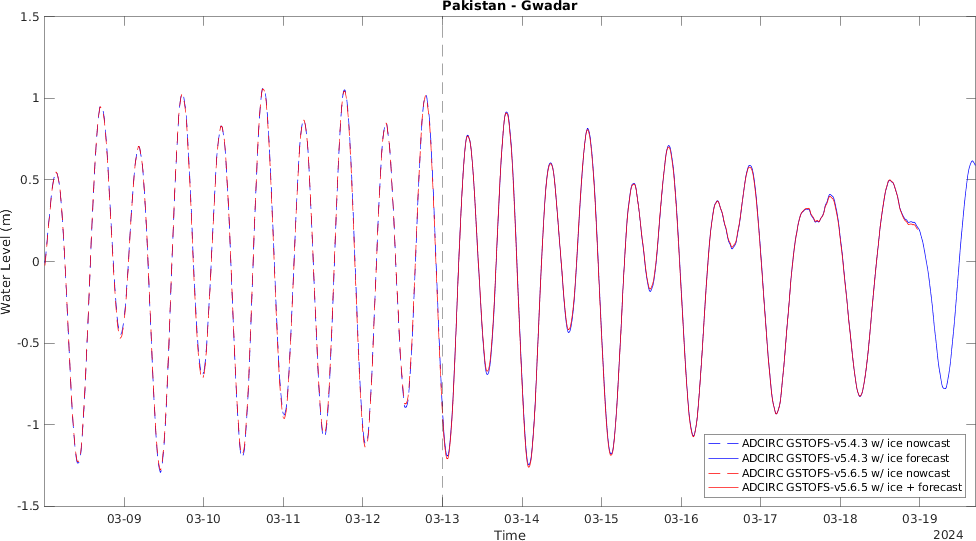 Pakistan - Gwadar
1.5
1
0.5
0
-0.5
-1
-1.5
Water Level (m)
ADCIRC GSTOFS-v5.4.3 w/ ice nowcast
ADCIRC GSTOFS-v5.4.3 w/ ice forecast
ADCIRC GSTOFS-v5.6.5 w/ ice nowcast
ADCIRC GSTOFS-v5.6.5 w/ ice + forecast
03-09 03-10 03-11 03-12 03-13 03-14 03-15 03-16 03-17 03-18 03-19
Time
2024